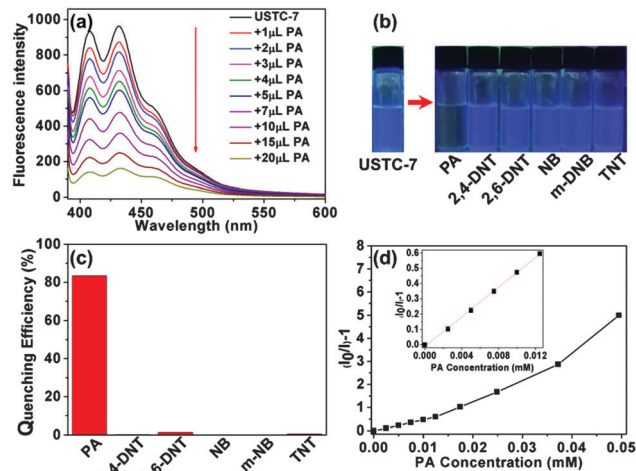 (a)
USTC-7
+1μL PA
+2μL PA
+3μL PA
+4μL PA
+5μL PA
+7μL PA
+10μL PA
+15μL PA
+20μL PA
Fluorescence intensity
1000
800
600
400
200
0
400 450 500 550 600
Wavelength (nm)
(b)
USTC-7
PA
2,4-DNT
2,6-DNT
NB
m-DNB
TNT
(c)
Quenching Efficiency (%)
100
80
60
40
20
0
PA
4-DNT
6-DNT
NB
m-NB
TNT
(d)
(I0/I)-1
8
7
6
5
4
3
2
1
0
0.00 0.01 0.02 0.03 0.04 0.05
PA Concentration (mM)
(I0/I)-1
0.6
0.5
0.4
0.3
0.2
0.1
0.0
0.000 0.004 0.008 0.012
PA Concentration (mM)